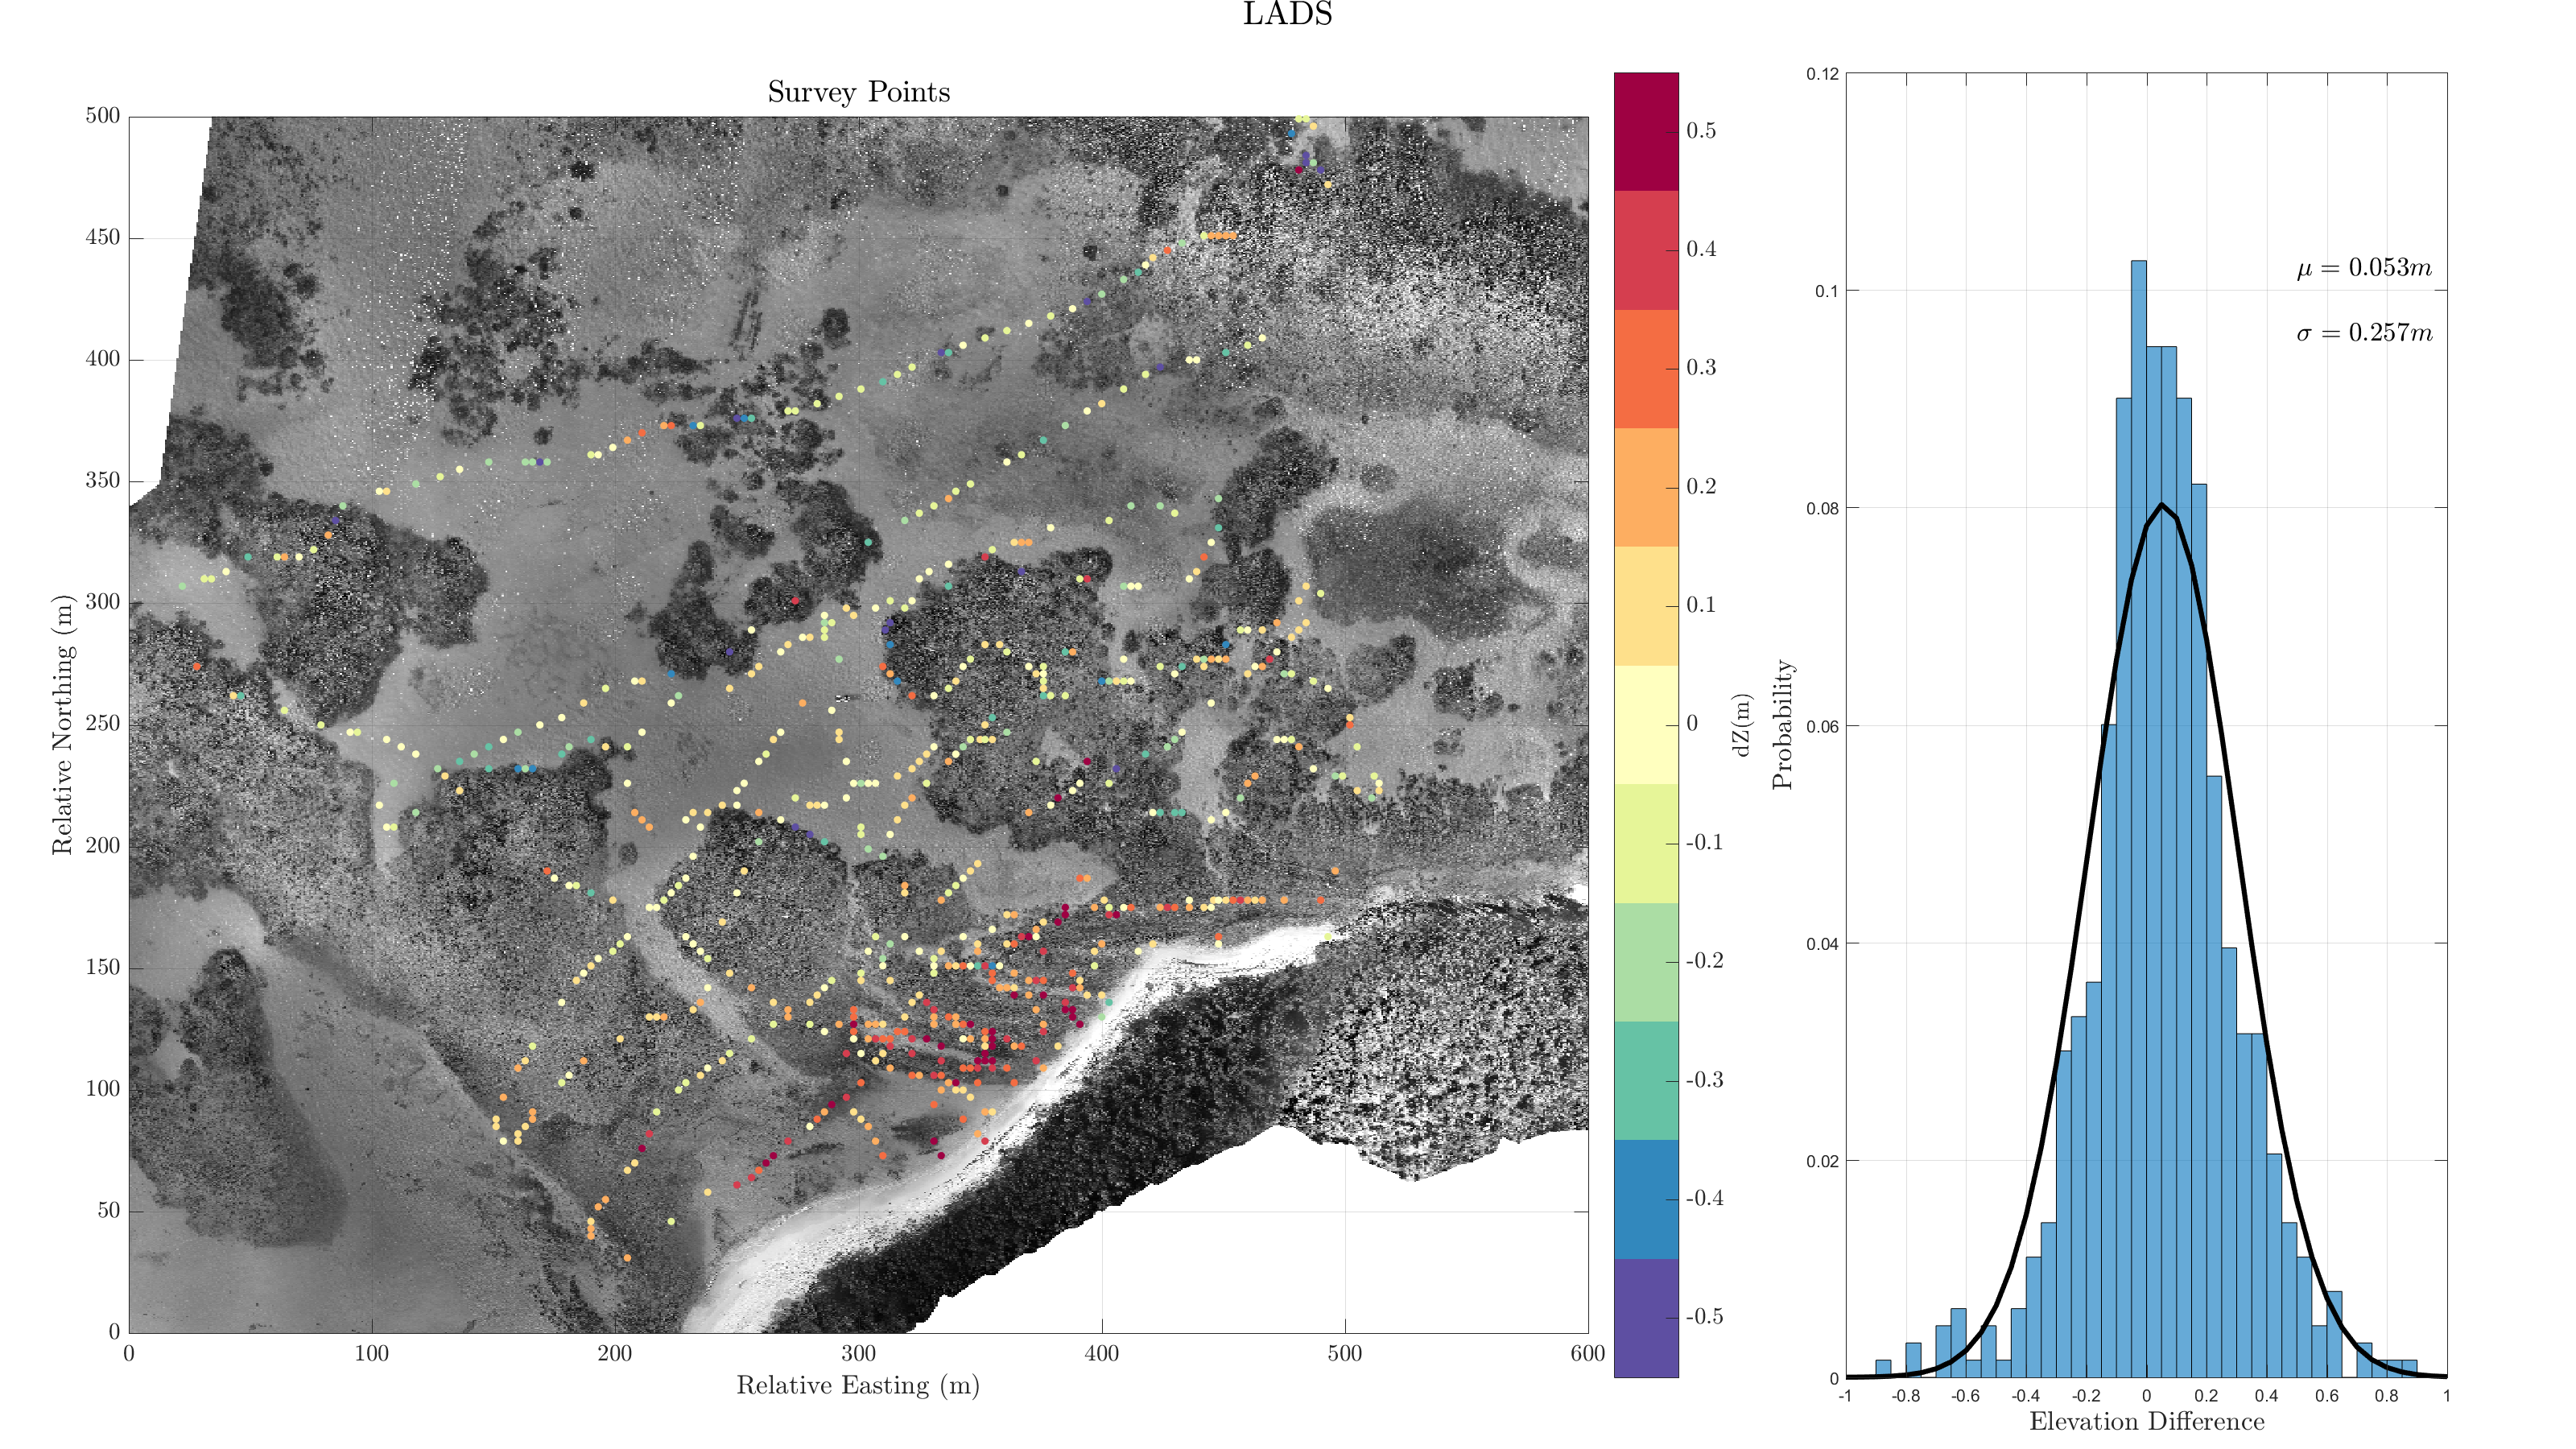 LADS
Survey Points
500
450
400
350
300
250
200
150
100
50
0
0 100 200 300 400 500 600
Relative Northing (m)
Relative Easting (m)
0.5
0.4
0.3
0.2
0.1
0
-0.1
-0.2
-0.3
-0.4
-0.5
dZ(m)
0.12
0.1
0.08
0.06
0.04
0.02
0
-1 -0.8 -0.6 -0.4 -0.2 0 0.2 0.4 0.6 0.8 1
Probability
Elevation Difference
μ = 0.053m
σ = 0.257m